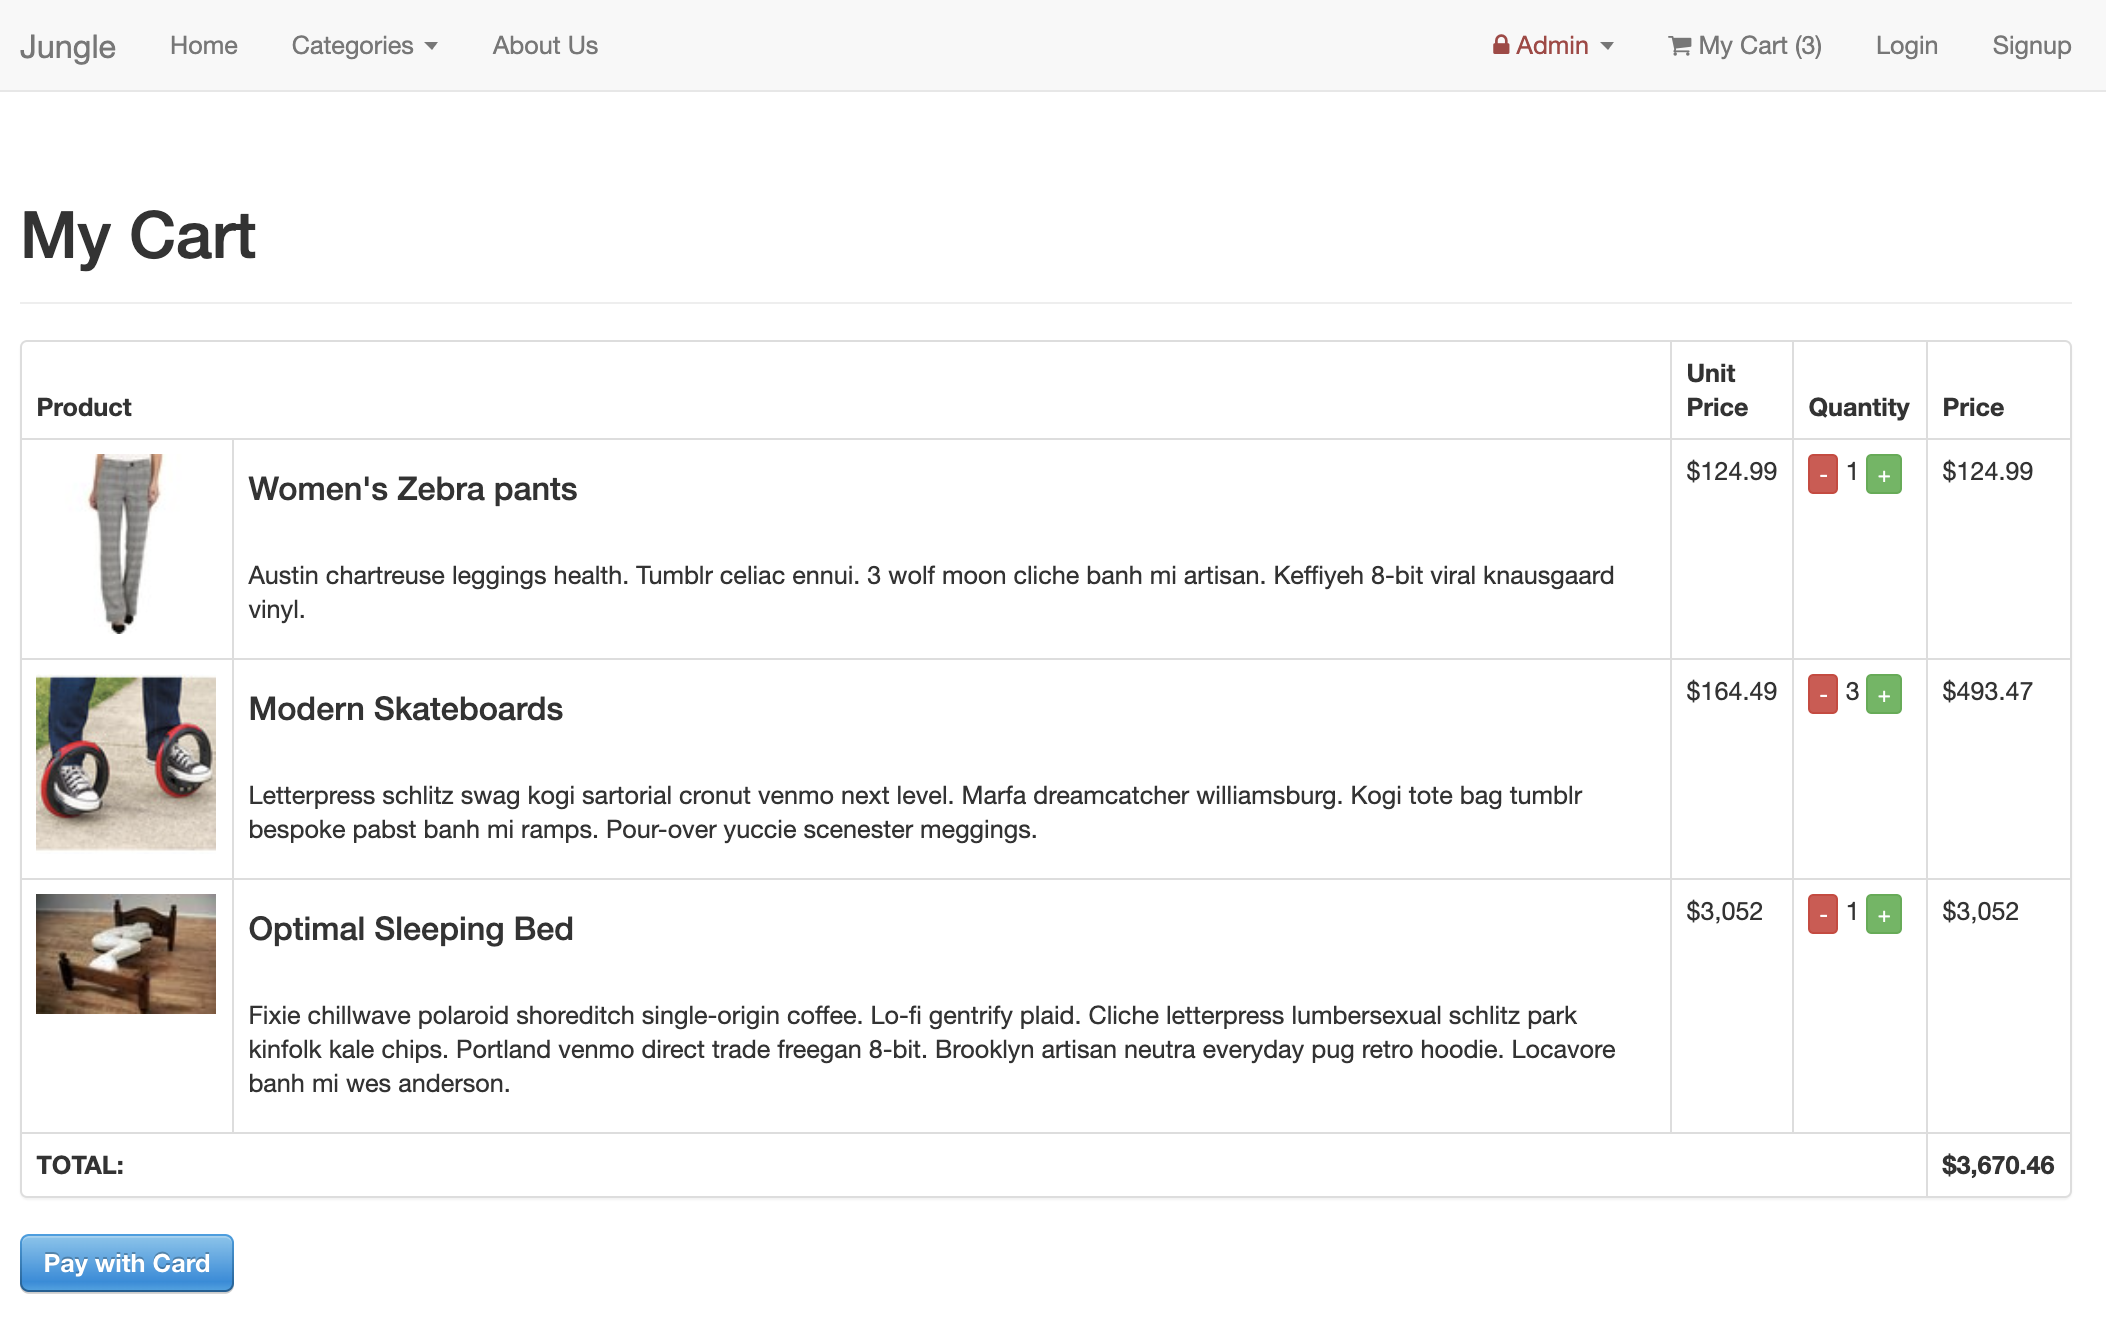 Jungle Home Categories About Us Admin My Cart (3) Login Signup
My Cart
Product Unit Price Quantity Price
Women's Zebra pants $124.99 - 1 + $124.99
Austin chartreuse leggings health. Tumblr celiac ennui. 3 wolf moon cliche banh mi artisan. Keffiyeh 8-bit viral knausgaard
vinyl.
Modern Skateboards $164.49 - 3 + $493.47
Letterpress schlitz swag kogi sartorial cronut venmo next level. Marfa dreamcatcher williamsburg. Kogi tote bag tumblr
bespoke pabst banh mi ramps. Pour-over yuccie scenester meggings.
Optimal Sleeping Bed $3,052 - 1 + $3,052
Fixie chillwave polaroid shoreditch single-origin coffee. Lo-fi gentrify plaid. Cliche letterpress lumbersexual schlitz park
kinfolk kale chips. Portland venmo direct trade freegan 8-bit. Brooklyn artisan neutra everyday pug retro hoodie. Locavore
banh mi wes anderson.
TOTAL: $3,670.46
Pay with Card